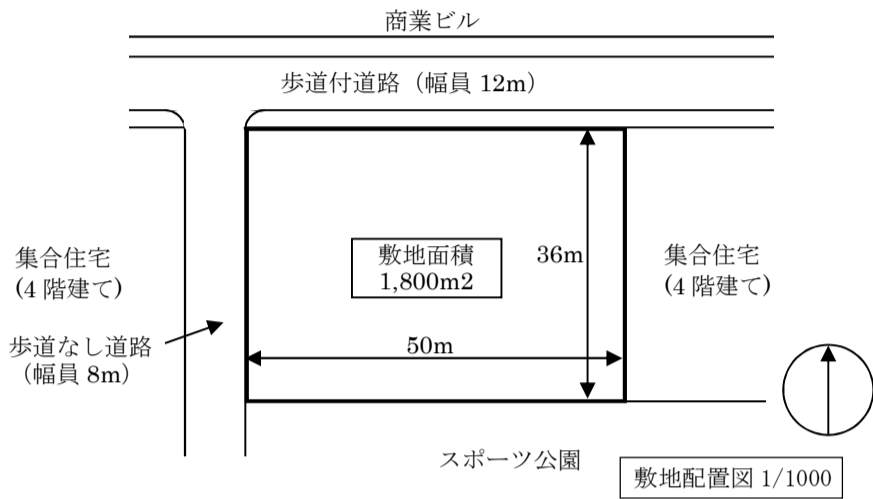 商業ビル
歩道付道路（幅員 12m）
集合住宅
(4 階建て)
敷地面積
1,800m2
36m
集合住宅
(4 階建て)
歩道なし道路
（幅員 8m）
50m
スポーツ公園
敷地配置図 1/1000